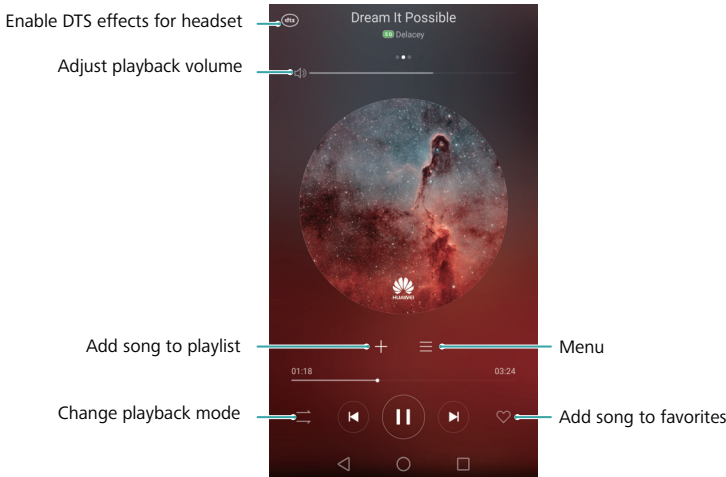 Enable DTS effects for headset
dts
Dream It Possible
Delacey
Adjust playback volume
HUAWEI
Add song to playlist
Menu
01:18
03:24
Change playback mode
Add song to favorites